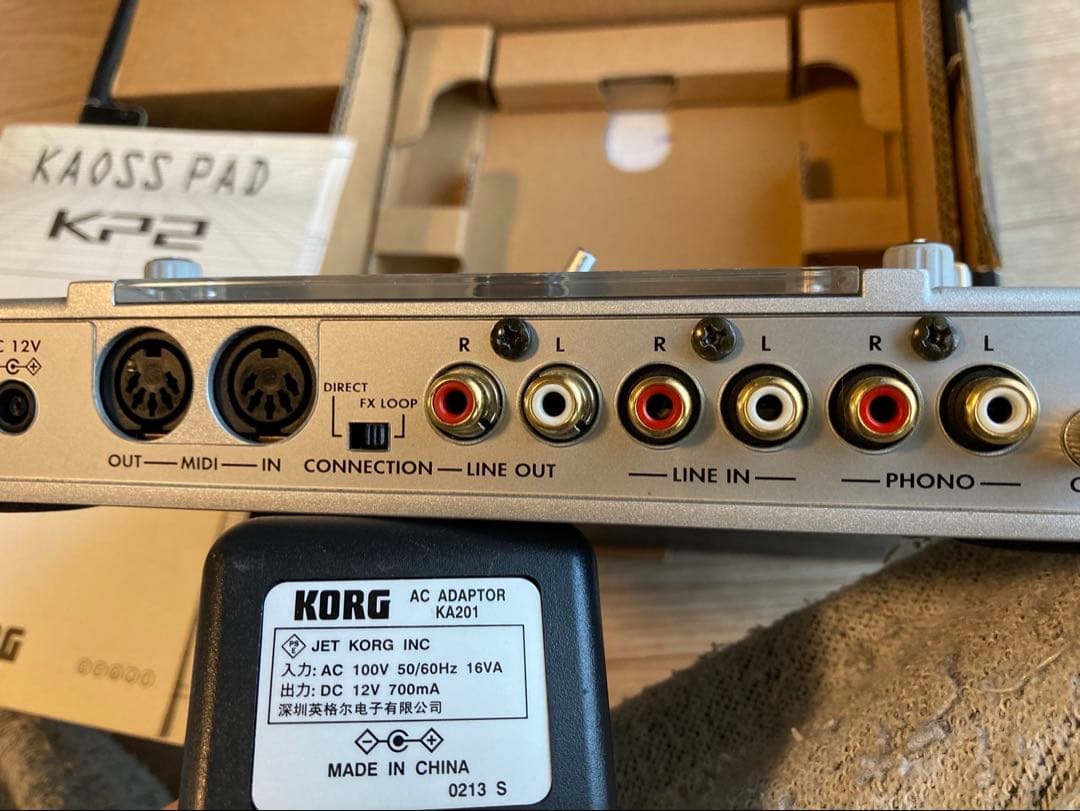 KAOSS PAD
KP2
C 12V
OUT MIDI IN
DIRECT
FX LOOP
CONNECTION
R L
LINE OUT
R L
LINE IN
R L
PHONO
KORG AC ADAPTOR
KA201
PS
E
JET KORG INC
入力: AC 100V 50/60Hz 16VA
出力: DC 12V 700mA
深圳英格尔电子有限公司
MADE IN CHINA
0213 S